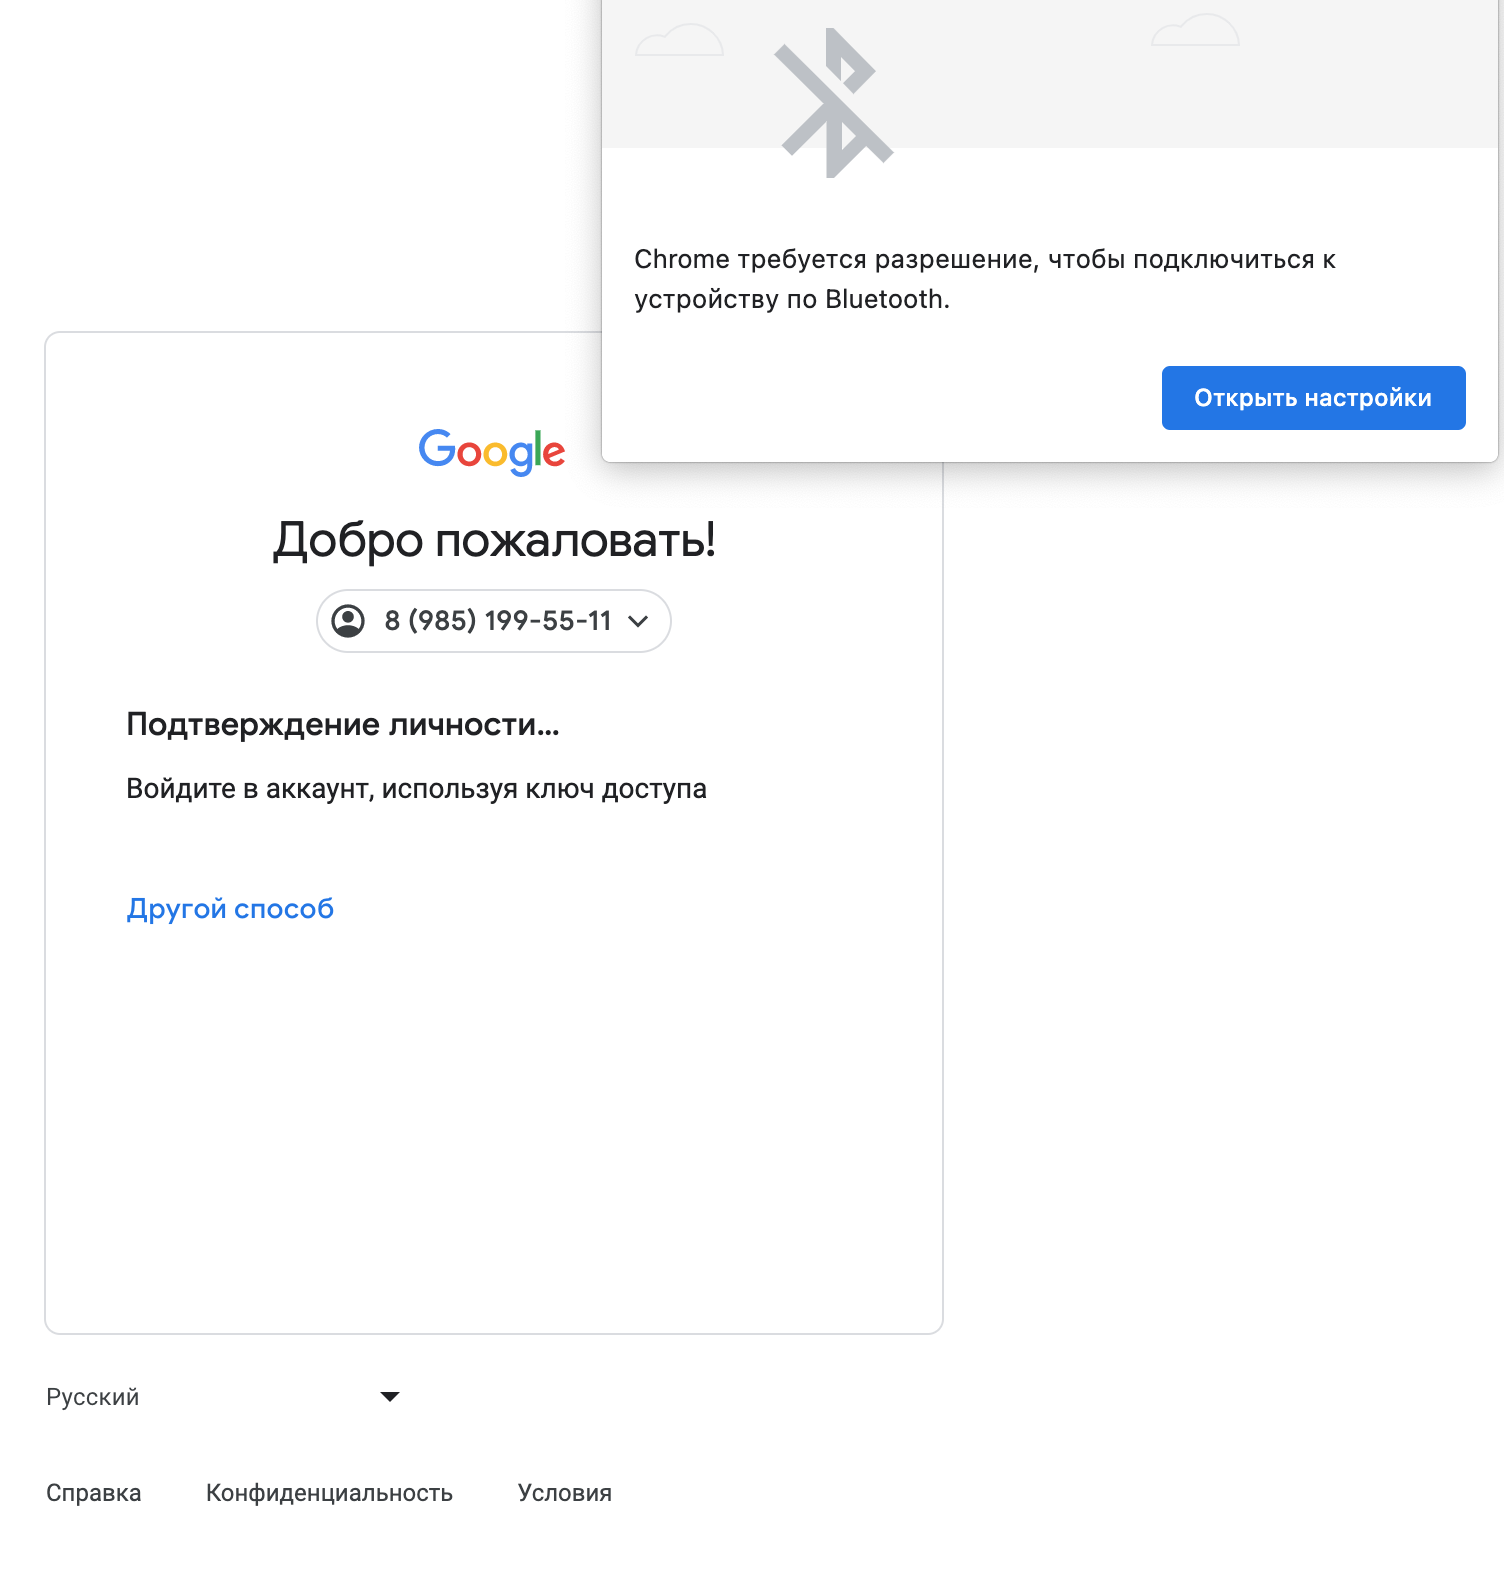 Chrome требуется разрешение, чтобы подключиться к
устройству по Bluetooth.
Открыть настройки
Google
Добро пожаловать!
8 (985) 199-55-11
Подтверждение личности...
Войдите в аккаунт, используя ключ доступа
Другой способ
Русский
Справка Конфиденциальность Условия